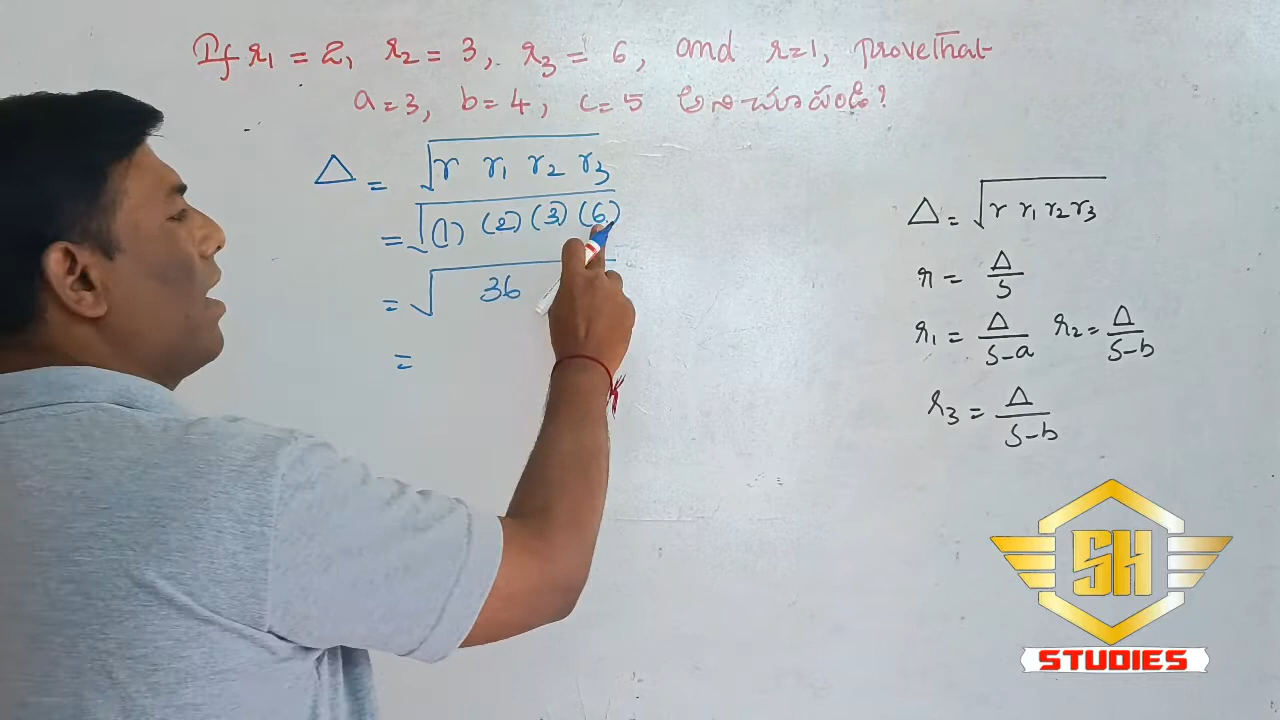 If r₁ = 2, r₂ = 3, r₃ = 6, and r=1, prove that
a=3, b=4, c=5 అని చూపండి?
Δ = √r r₁ r₂ r₃
= √(1) (2) (3) (6)
= √36
=
Δ = √r r₁ r₂ r₃
r = Δ/S
r₁ = Δ/S-a r₂ = Δ/S-b
r₃ = Δ/S-b
SH
STUDIES